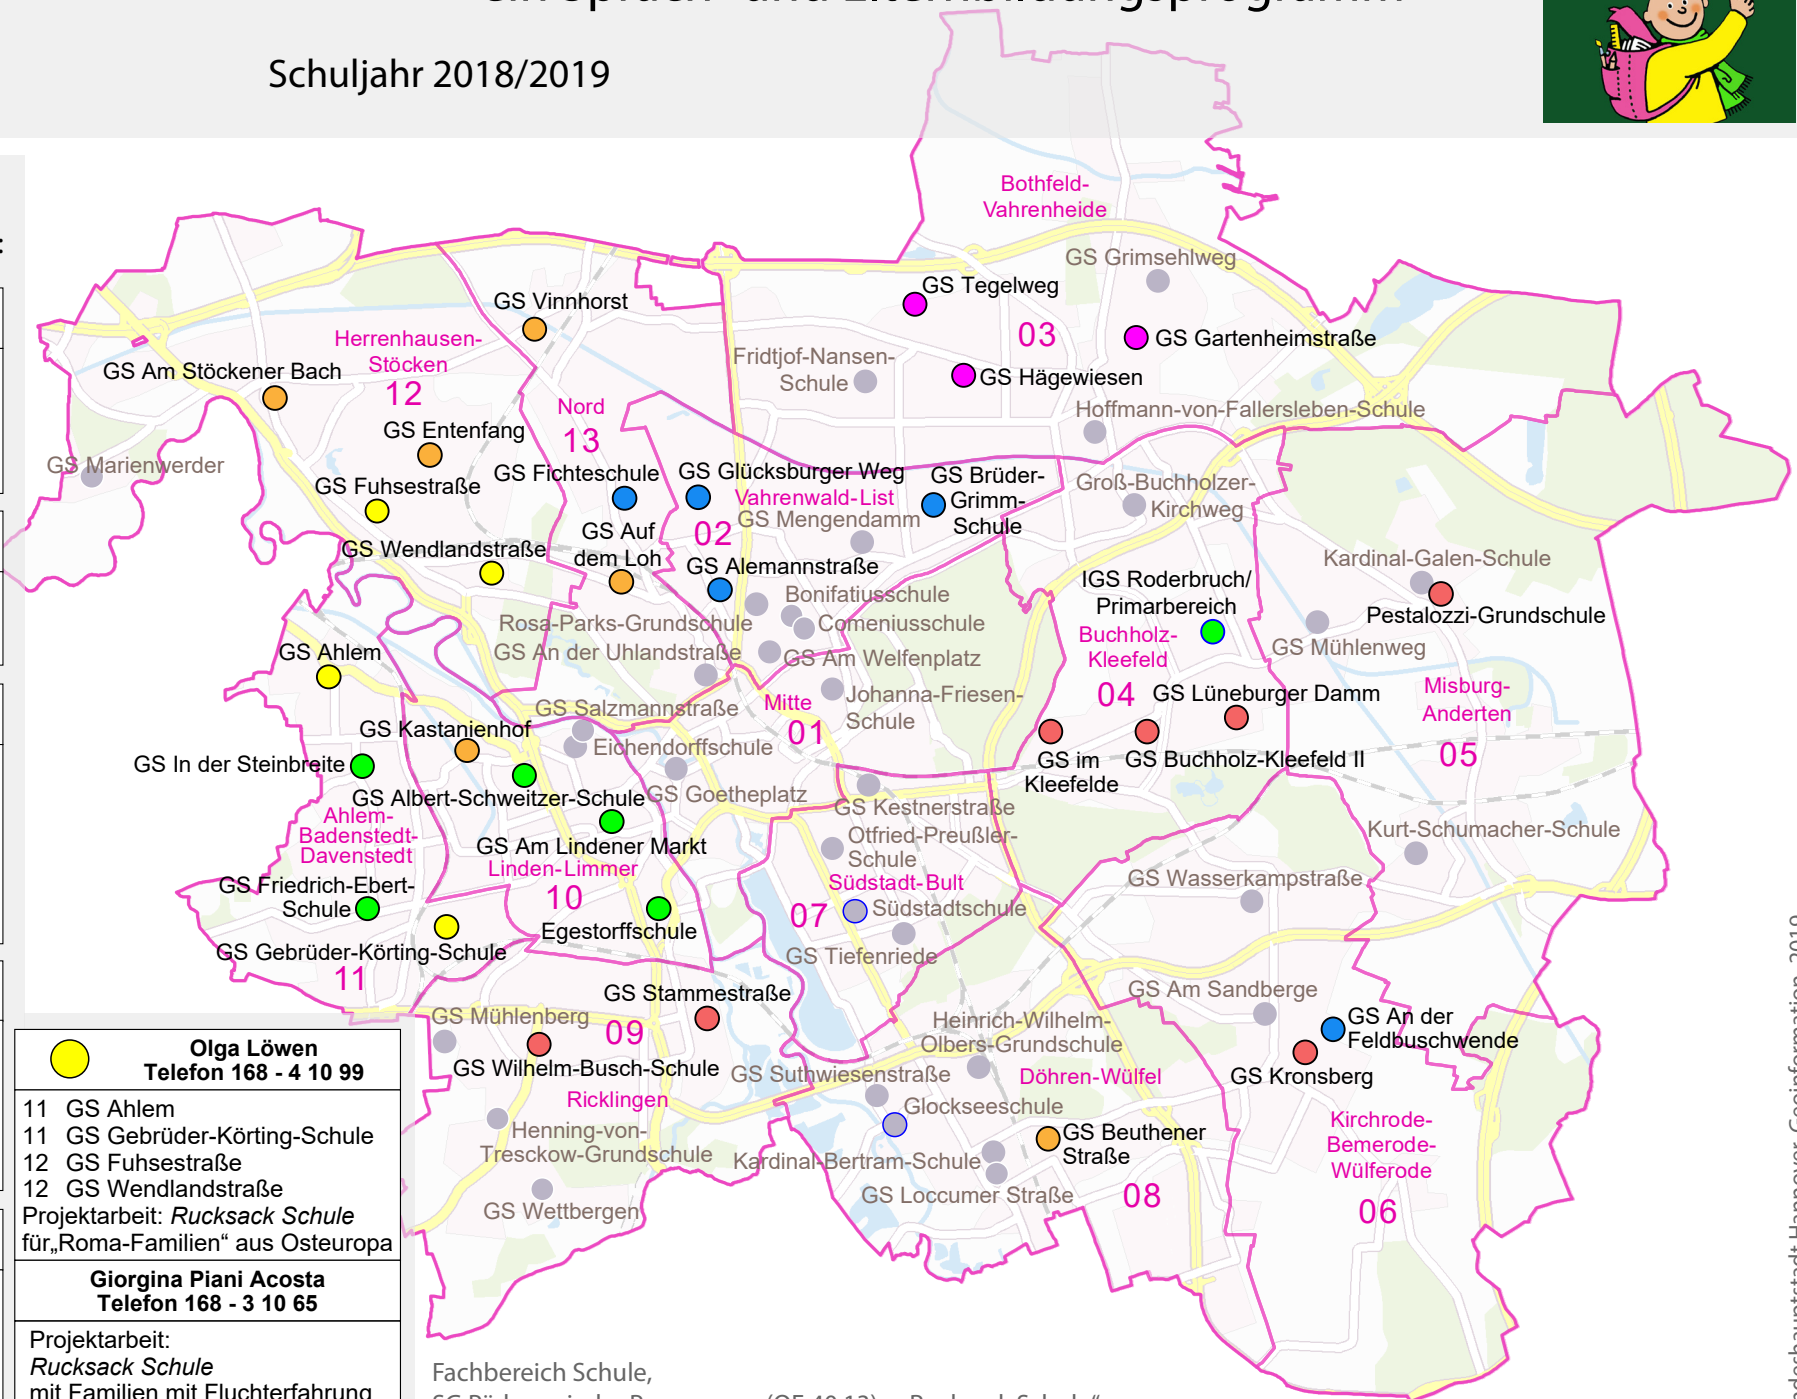 Schuljahr 2018/2019
:
Bothfeld-
Vahrenheide
GS Grimsehlweg
GS Tegelweg
GS Vinnhorst
03
GS Gartenheimstraße
Herrenhausen-
Stöcken
12
Fridtjof-Nansen-
Schule
GS Am Stöckener Bach
GS Hägewiesen
Nord
13
Hoffmann-von-Fallersleben-Schule
GS Entenfang
GS Marienwerder
GS Fichteschule
GS Glücksburger Weg
GS Brüder-
Grimm-
Schule
GS Fuhsestraße
Vahrenwald-List
02
Groß-Buchholzer-
Kirchweg
GS Mengendamm
GS Auf
dem Loh
GS Wendlandstraße
GS Alemannstraße
Kardinal-Galen-Schule
IGS Roderbruch/
Primarbereich
Bonifatiusschule
Pestalozzi-Grundschule
Rosa-Parks-Grundschule
Comeniusschule
Buchholz-
Kleefeld
04
GS Mühlenweg
GS An der Uhlandstraße
GS Am Welfenplatz
GS Ahlem
Misburg-
Anderten
05
Johanna-Friesen-
Schule
Mitte
01
GS Lüneburger Damm
GS Salzmannstraße
GS Kastanienhof
Eichendorffschule
GS im
Kleefelde
GS Buchholz-Kleefeld II
GS In der Steinbreite
GS Albert-Schweitzer-Schule
GS Goetheplatz
GS Kestnerstraße
Ahlem-
Badenstedt-
Davenstedt
Kurt-Schumacher-Schule
Otfried-Preußler-
Schule
GS Am Lindener Markt
Linden-Limmer
10
Südstadt-Bult
07
GS Wasserkampstraße
GS Friedrich-Ebert-
Schule
Südstadtschule
Egestorffschule
GS Gebrüder-Körting-Schule
11
GS Tiefenriede
GS Stammestraße
GS Am Sandberge
GS Mühlenberg
09
Heinrich-Wilhelm-
Olbers-Grundschule
GS An der
Feldbuschwende
GS Wilhelm-Busch-Schule
GS Suthwiesenstraße
Döhren-Wülfel
GS Kronsberg
Ricklingen
Glockseeschule
Kirchrode-
Bemerode-
Wülferode
06
Henning-von-
Tresckow-Grundschule
GS Beuthener
Straße
Kardinal-Bertram-Schule
GS Loccumer Straße
08
GS Wettbergen
Olga Löwen
Telefon 168 - 4 10 99
11 GS Ahlem
11 GS Gebrüder-Körting-Schule
12 GS Fuhsestraße
12 GS Wendlandstraße
Projektarbeit: Rucksack Schule
für„Roma-Familien“ aus Osteuropa
Giorgina Piani Acosta
Telefon 168 - 3 10 65
Projektarbeit:
Rucksack Schule
mit Familien mit Fluchterfahrung
Fachbereich Schule,